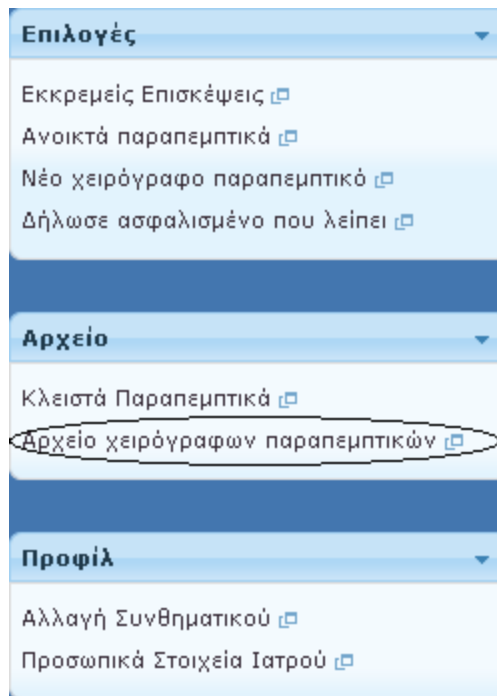 Επιλογές
Εκκρεμείς Επισκέψεις
Ανοικτά παραπεμπτικά
Νέο χειρόγραφο παραπεμπτικό
Δήλωσε ασφαλισμένο που λείπει
Αρχείο
Κλειστά Παραπεμπτικά
Αρχείο χειρόγραφων παραπεμπτικών
Προφίλ
Αλλαγή Συνθηματικού
Προσωπικά Στοιχεία Ιατρού